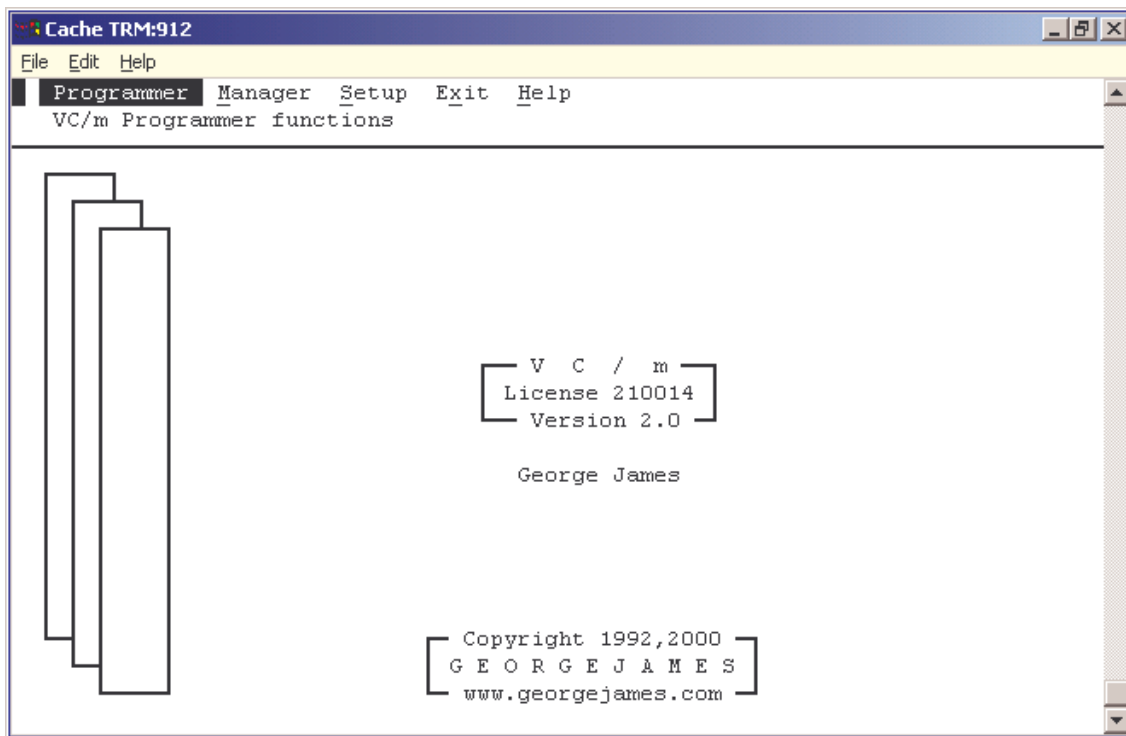 Cache TRM:912
File Edit Help
Programmer Manager Setup Exit Help
VC/m Programmer functions
V C / m
License 210014
Version 2.0
George James
Copyright 1992,2000
G E O R G E J A M E S
www.georgejames.com